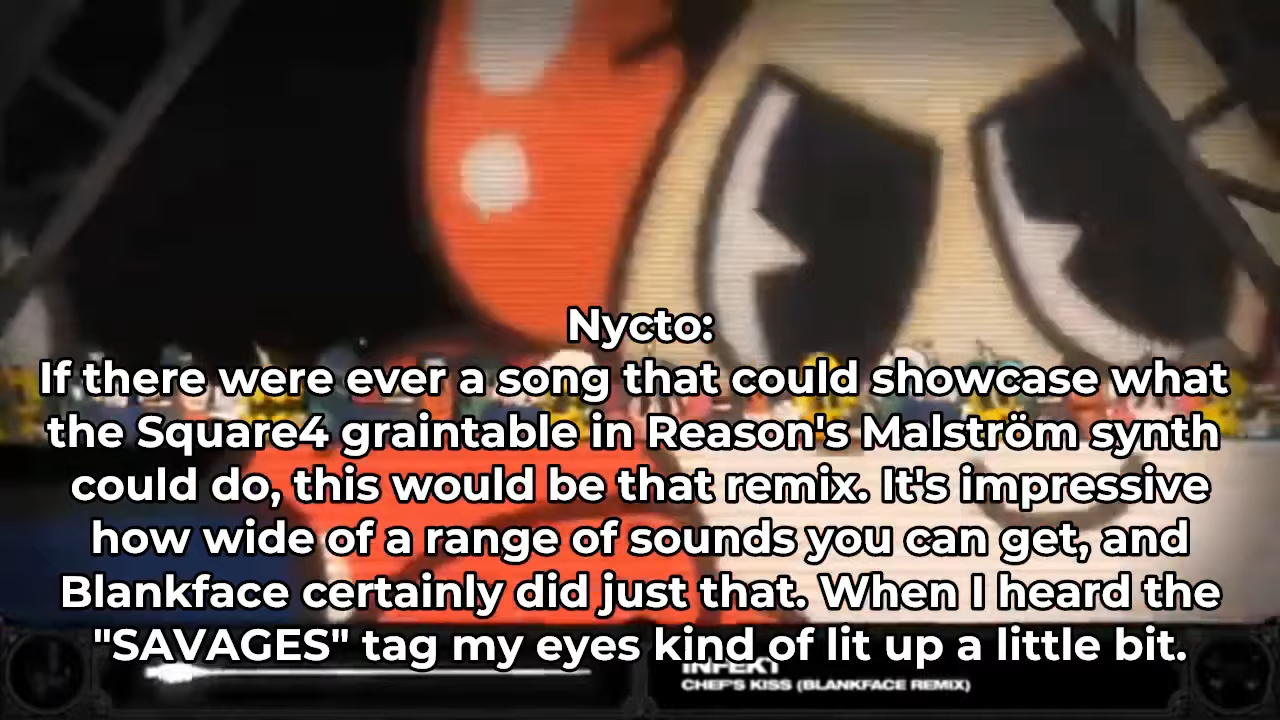 Nycto:
If there were ever a song that could showcase what
the Square4 graintable in Reason's Malström synth
could do, this would be that remix. It's impressive
how wide of a range of sounds you can get, and
Blankface certainly did just that. When I heard the
"SAVAGES" tag my eyes kind of lit up a little bit.
INFEKT
CHEF'S KISS (BLANKFACE REMIX)